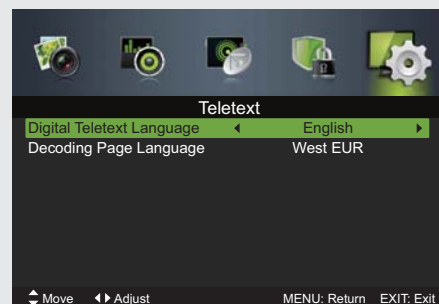 Teletext
Digital Teletext Language English
Decoding Page Language West EUR
Move Adjust MENU: Return EXIT: Exit